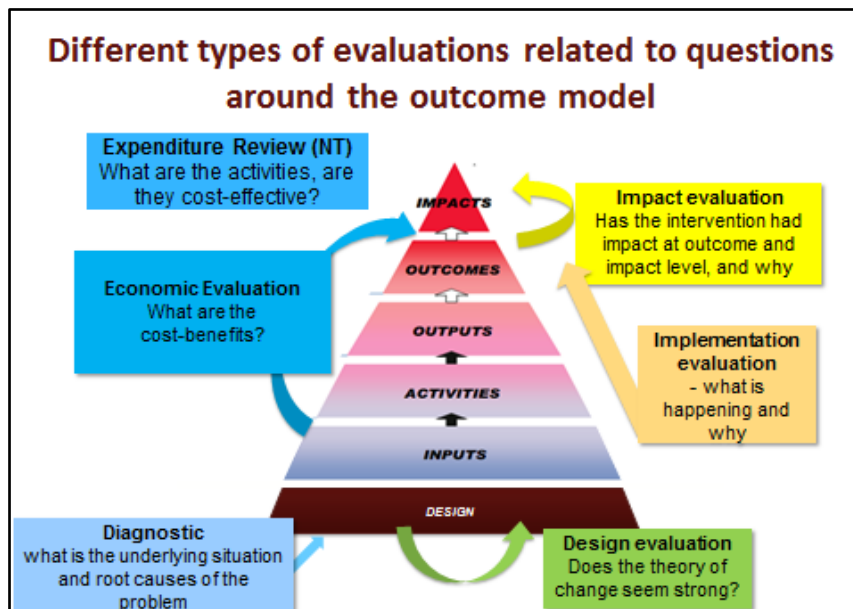 Different types of evaluations related to questions
around the outcome model
Expenditure Review (NT)
What are the activities, are
they cost-effective?
IMPACTS
Impact evaluation
Has the intervention had
impact at outcome and
impact level, and why
Economic Evaluation
What are the
cost-benefits?
OUTCOMES
OUTPUTS
Implementation
evaluation
- what is
happening and
why
ACTIVITIES
INPUTS
DESIGN
Diagnostic
what is the underlying situation
and root causes of the
problem
Design evaluation
Does the theory of
change seem strong?